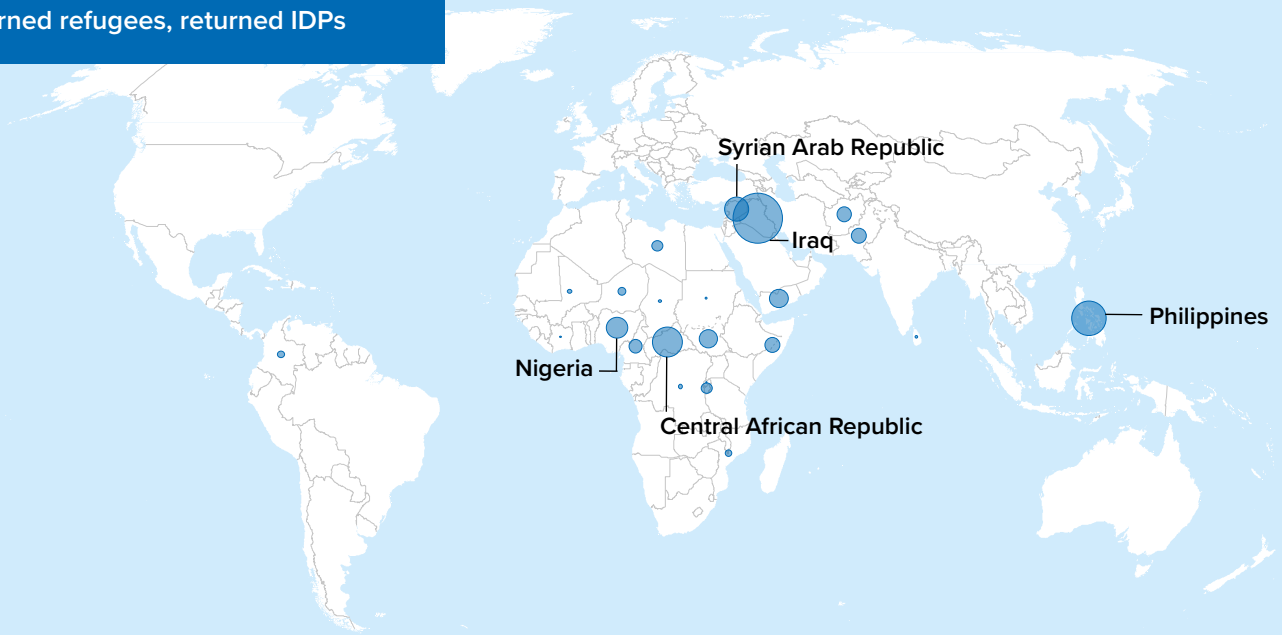 rned refugees, returned IDPs
Syrian Arab Republic
Iraq
Philippines
Nigeria
Central African Republic